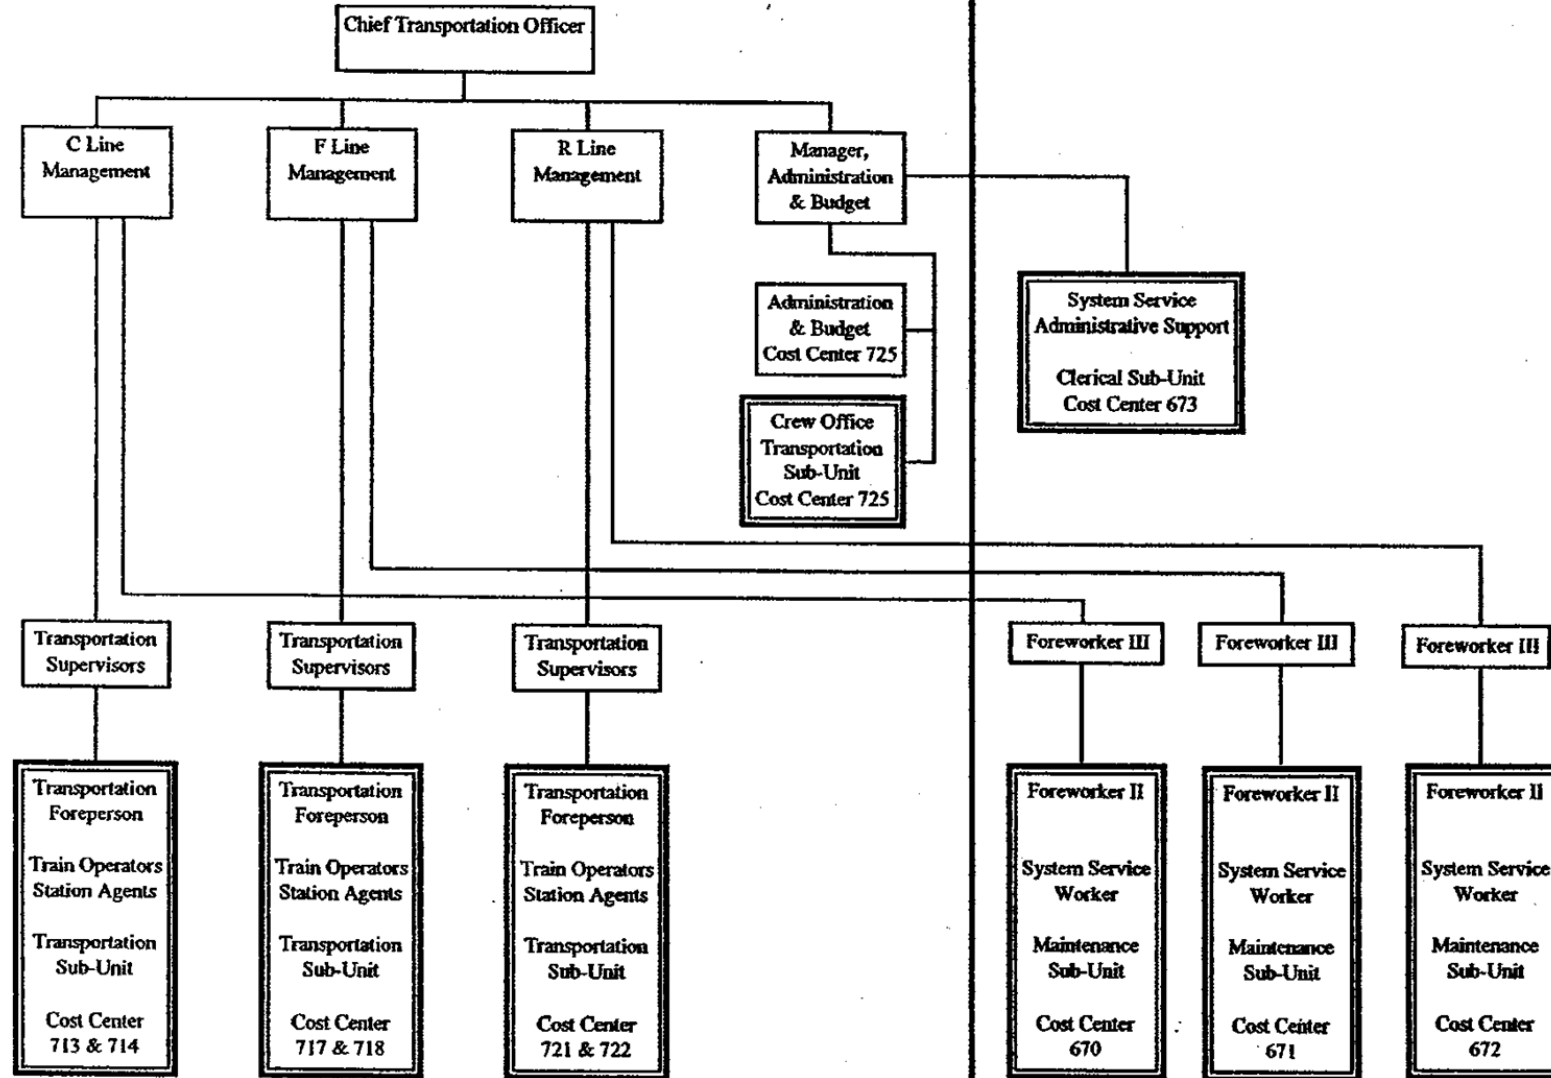 Chief Transportation Officer
C Line
Management
F Line
Management
R Line
Management
Manager,
Administration
& Budget
Administration
& Budget
Cost Center 725
System Service
Administrative Support
Clerical Sub-Unit
Cost Center 673
Crew Office
Transportation
Sub-Unit
Cost Center 725
Transportation
Supervisors
Transportation
Supervisors
Transportation
Supervisors
Foreworker III
Foreworker III
Foreworker III
Transportation
Foreperson
Train Operators
Station Agents
Transportation
Sub-Unit
Cost Center
713 & 714
Transportation
Foreperson
Train Operators
Station Agents
Transportation
Sub-Unit
Cost Center
717 & 718
Transportation
Foreperson
Train Operators
Station Agents
Transportation
Sub-Unit
Cost Center
721 & 722
Foreworker II
System Service
Worker
Maintenance
Sub-Unit
Cost Center
670
Foreworker II
System Service
Worker
Maintenance
Sub-Unit
Cost Center
671
Foreworker II
System Service
Worker
Maintenance
Sub-Unit
Cost Center
672